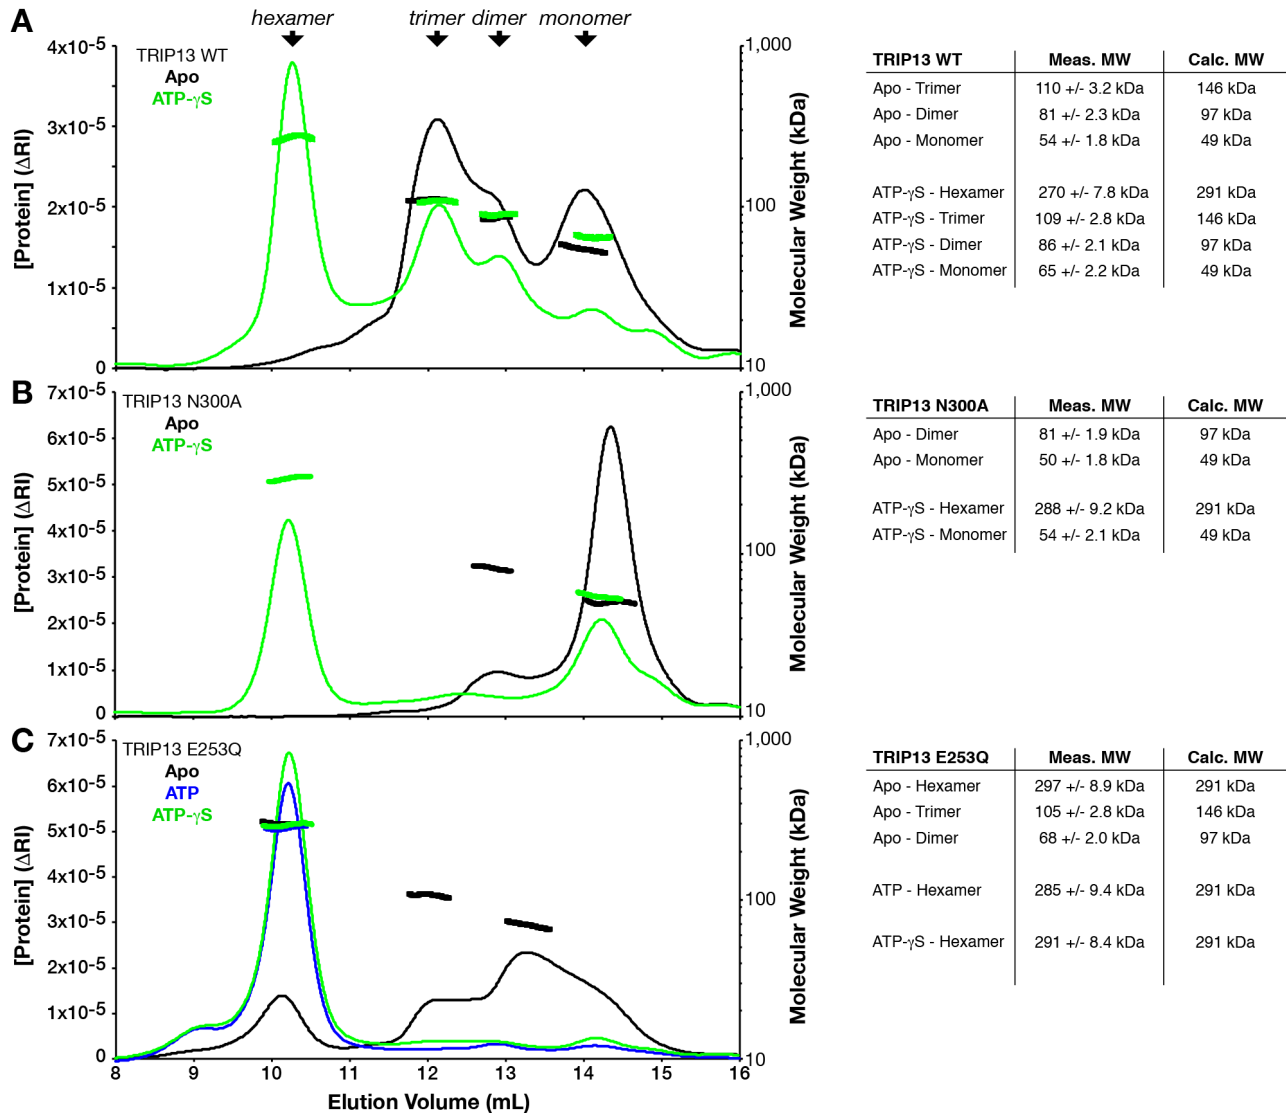 A
hexamer trimer dimer monomer
TRIP13 WT
Apo
ATP-γS
4x10-5
3x10-5
2x10-5
1x10-5
0
[Protein] (ΔRI)
1,000
100
10
Molecular Weight (kDa)
TRIP13 WT Meas. MW Calc. MW
Apo - Trimer 110 +/- 3.2 kDa 146 kDa
Apo - Dimer 81 +/- 2.3 kDa 97 kDa
Apo - Monomer 54 +/- 1.8 kDa 49 kDa
ATP-γS - Hexamer 270 +/- 7.8 kDa 291 kDa
ATP-γS - Trimer 109 +/- 2.8 kDa 146 kDa
ATP-γS - Dimer 86 +/- 2.1 kDa 97 kDa
ATP-γS - Monomer 65 +/- 2.2 kDa 49 kDa
B
TRIP13 N300A
Apo
ATP-γS
7x10-5
6x10-5
5x10-5
4x10-5
3x10-5
2x10-5
1x10-5
0
[Protein] (ΔRI)
1,000
100
10
Molecular Weight (kDa)
TRIP13 N300A Meas. MW Calc. MW
Apo - Dimer 81 +/- 1.9 kDa 97 kDa
Apo - Monomer 50 +/- 1.8 kDa 49 kDa
ATP-γS - Hexamer 288 +/- 9.2 kDa 291 kDa
ATP-γS - Monomer 54 +/- 2.1 kDa 49 kDa
C
TRIP13 E253Q
Apo
ATP
ATP-γS
7x10-5
6x10-5
5x10-5
4x10-5
3x10-5
2x10-5
1x10-5
0
[Protein] (ΔRI)
1,000
100
10
Molecular Weight (kDa)
8 9 10 11 12 13 14 15 16
Elution Volume (mL)
TRIP13 E253Q Meas. MW Calc. MW
Apo - Hexamer 297 +/- 8.9 kDa 291 kDa
Apo - Trimer 105 +/- 2.8 kDa 146 kDa
Apo - Dimer 68 +/- 2.0 kDa 97 kDa
ATP - Hexamer 285 +/- 9.4 kDa 291 kDa
ATP-γS - Hexamer 291 +/- 8.4 kDa 291 kDa